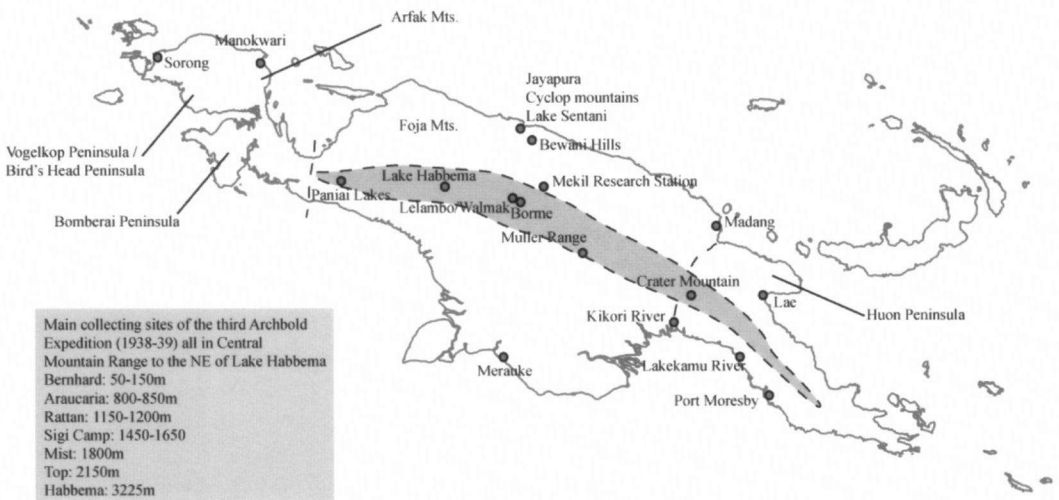 Arfak Mts.
Manokwari
Sorong
Jayapura
Cyclop mountains
Lake Sentani
Foja Mts.
Bewani Hills
Vogelkop Peninsula /
Bird's Head Peninsula
Lake Habbema
Mekil Research Station
Paniai Lakes
Lelambo/Walmak
Borme
Bomberai Peninsula
Madang
Muller Range
Crater Mountain
Lae
Huon Peninsula
Kikori River
Merauke
Lakekamu River
Port Moresby
Main collecting sites of the third Archbold
Expedition (1938-39) all in Central
Mountain Range to the NE of Lake Habbema
Bernhard: 50-150m
Araucaria: 800-850m
Rattan: 1150-1200m
Sigi Camp: 1450-1650
Mist: 1800m
Top: 2150m
Habbema: 3225m